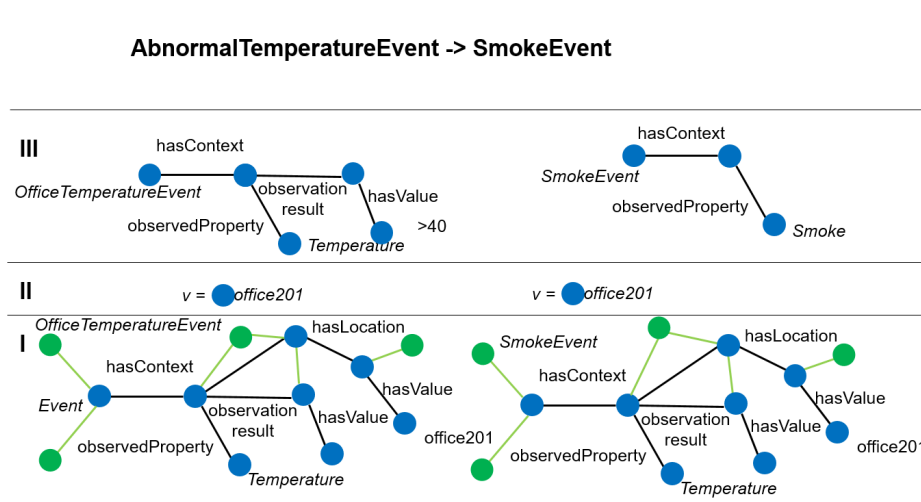 AbnormalTemperatureEvent -> SmokeEvent
III
hasContext
OfficeTemperatureEvent
observation
result
hasValue
observedProperty
Temperature
>40
hasContext
SmokeEvent
observedProperty
Smoke
II
v = office201
v = office201
I
OfficeTemperatureEvent
hasLocation
hasContext
Event
hasValue
observation
result
hasValue
observedProperty
office201
Temperature
SmokeEvent
hasLocation
hasContext
hasValue
observation
result
hasValue
observedProperty
office201
Temperature